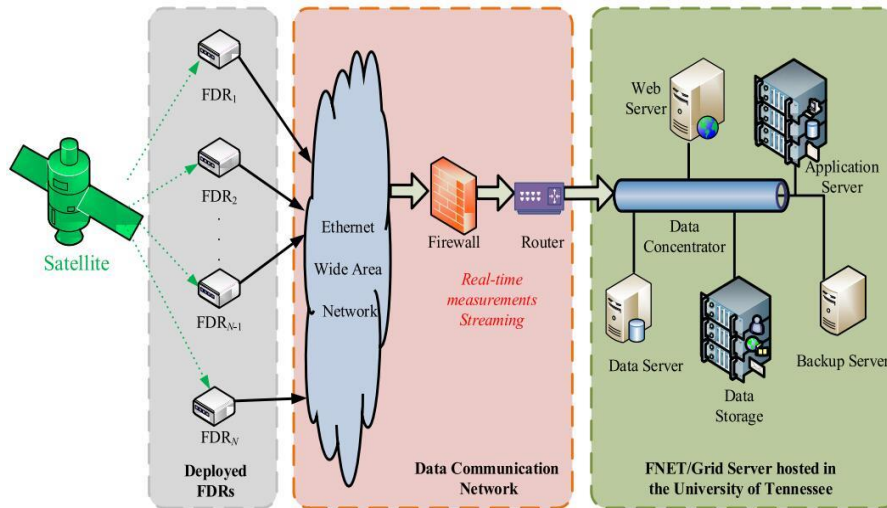 Satellite
FDR1
FDR2
FDRN-1
FDRN
Deployed
FDRs
Ethernet
Wide Area
Network
Firewall
Router
Real-time
measurements
Streaming
Data Communication
Network
Web
Server
Application
Server
Data
Concentrator
Data Server
Data
Storage
Backup Server
FNET/Grid Server hosted in
the University of Tennessee